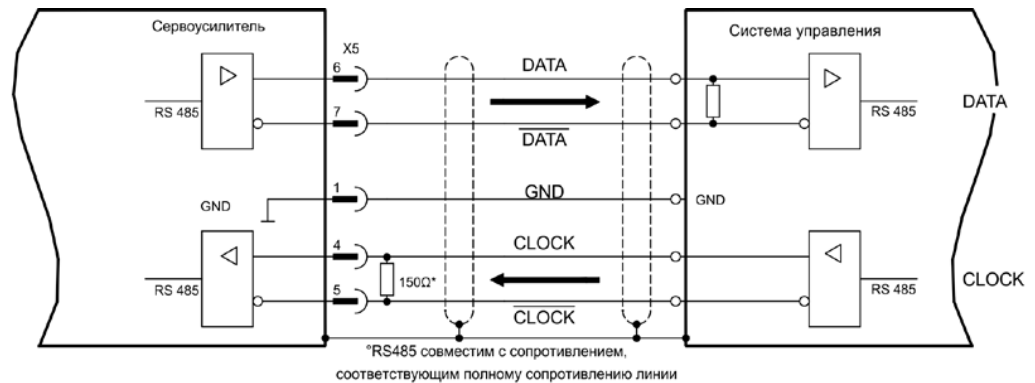 Сервоусилитель
Система управления
X5
6
DATA
RS 485
RS 485
DATA
7
DATA
1
GND
GND
GND
4
CLOCK
RS 485
150Ω*
RS 485
CLOCK
5
CLOCK
°RS485 совместим с сопротивлением,
соответствующим полному сопротивлению линии